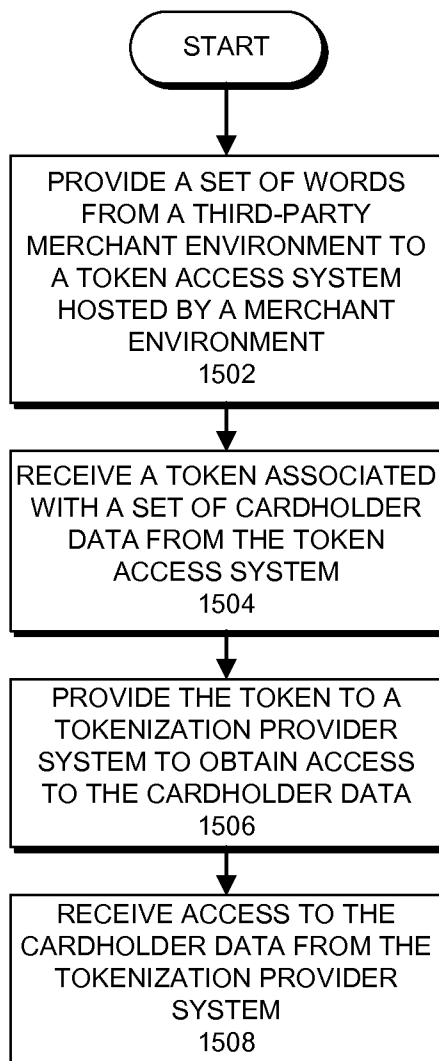 START
PROVIDE A SET OF WORDS
FROM A THIRD-PARTY
MERCHANT ENVIRONMENT TO
A TOKEN ACCESS SYSTEM
HOSTED BY A MERCHANT
ENVIRONMENT
1502
RECEIVE A TOKEN ASSOCIATED
WITH A SET OF CARDHOLDER
DATA FROM THE TOKEN
ACCESS SYSTEM
1504
PROVIDE THE TOKEN TO A
TOKENIZATION PROVIDER
SYSTEM TO OBTAIN ACCESS
TO THE CARDHOLDER DATA
1506
RECEIVE ACCESS TO THE
CARDHOLDER DATA FROM THE
TOKENIZATION PROVIDER
SYSTEM
1508